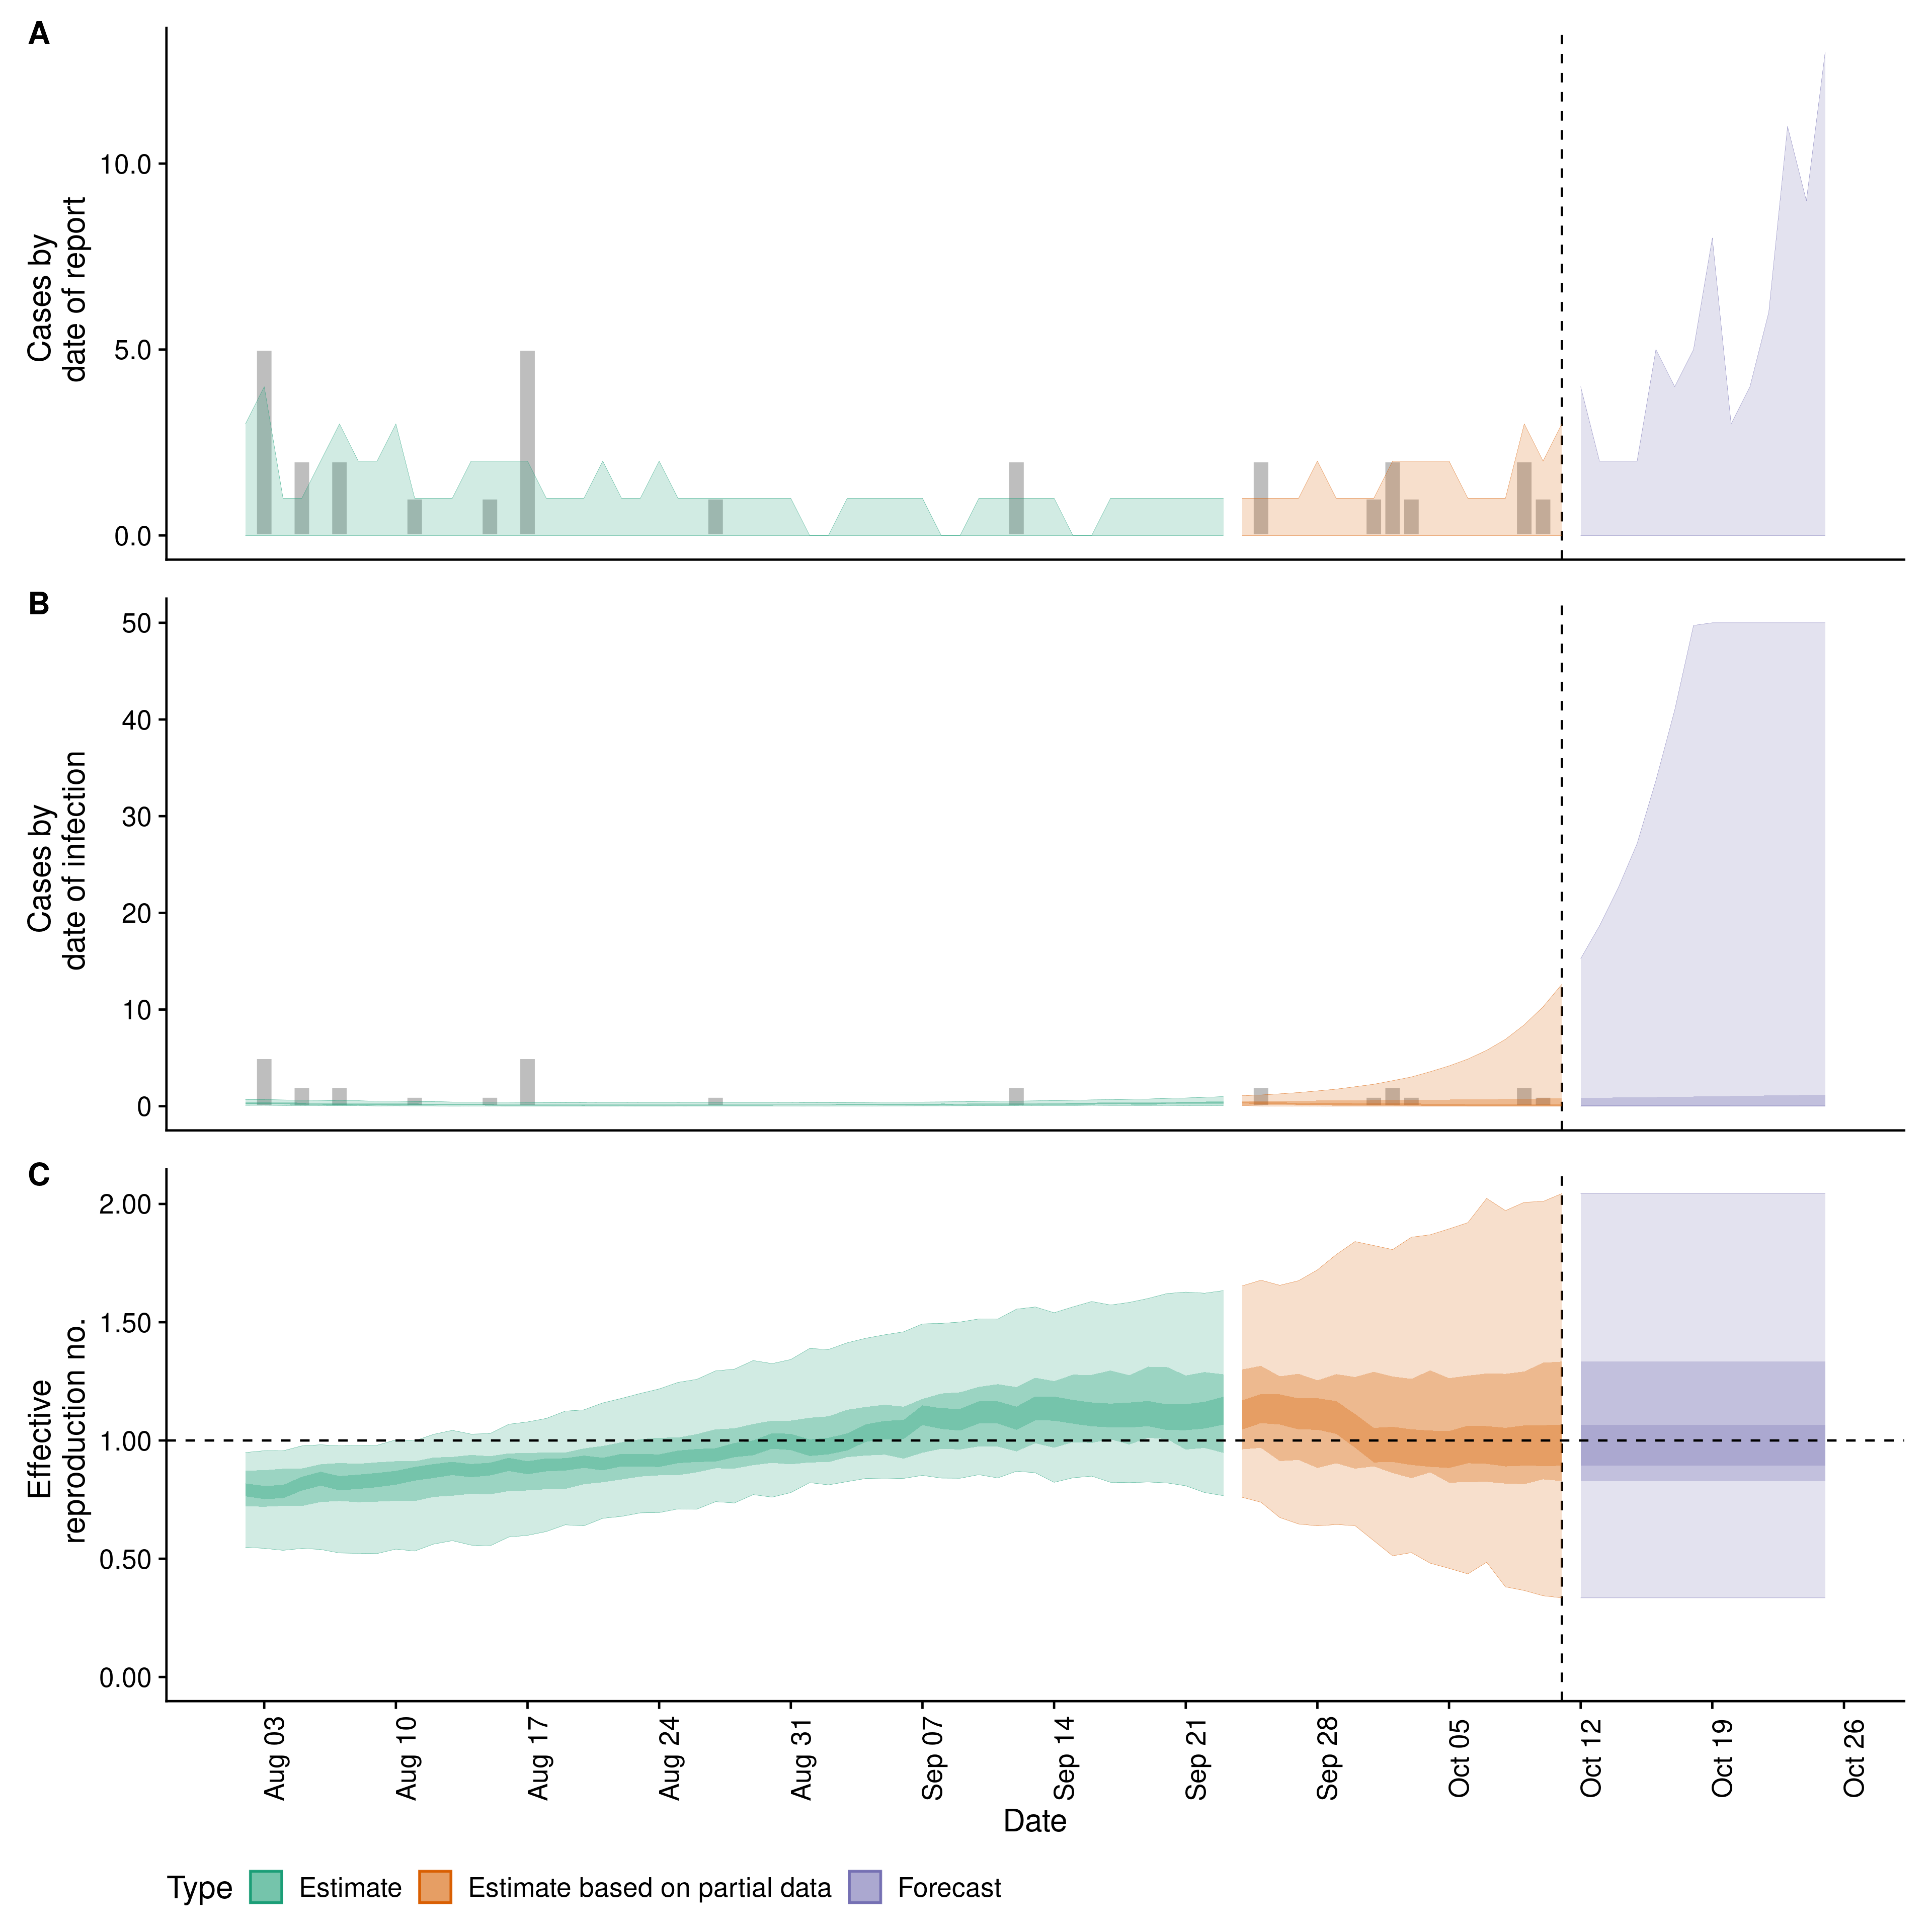 A
Cases by
date of report
10.0
5.0
0.0
B
Cases by
date of infection
50
40
30
20
10
0
C
Effective
reproduction no.
2.00
1.50
1.00
0.50
0.00
Aug 03
Aug 10
Aug 17
Aug 24
Aug 31
Sep 07
Sep 14
Sep 21
Sep 28
Oct 05
Oct 12
Oct 19
Oct 26
Date
Type Estimate Estimate based on partial data Forecast